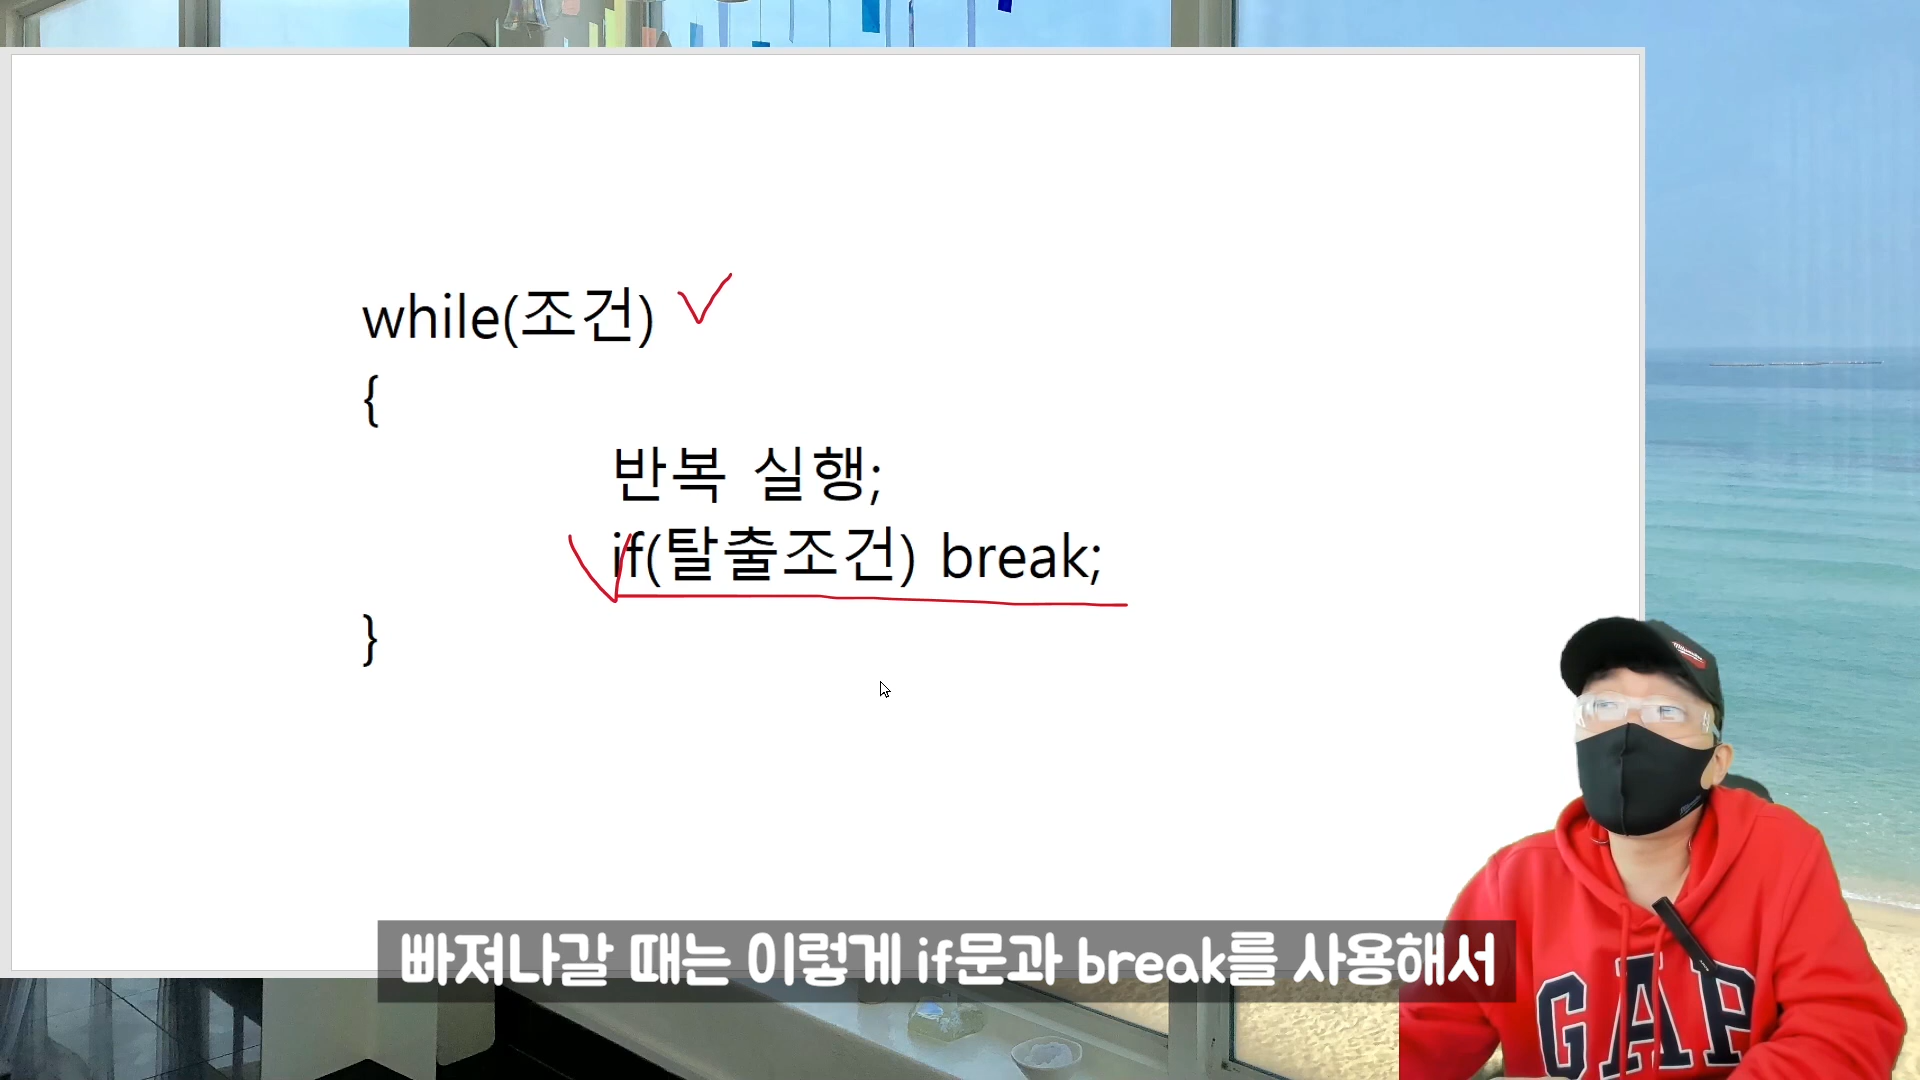 while(조건)
{
반복 실행;
if(탈출조건) break;
}
빠져나갈 때는 이렇게 if문과 break를 사용해서
GAP